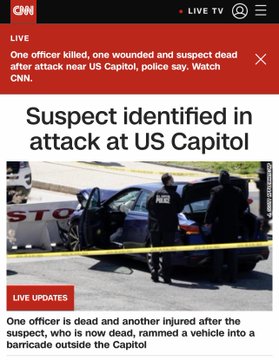 CNN
LIVE TV
LIVE
One officer killed, one wounded and suspect dead
after attack near US Capitol, police say. Watch
CNN.
Suspect identified in
attack at US Capitol
POLICE
STO
LIVE UPDATES
One officer is dead and another injured after the
suspect, who is now dead, rammed a vehicle into a
barricade outside the Capitol